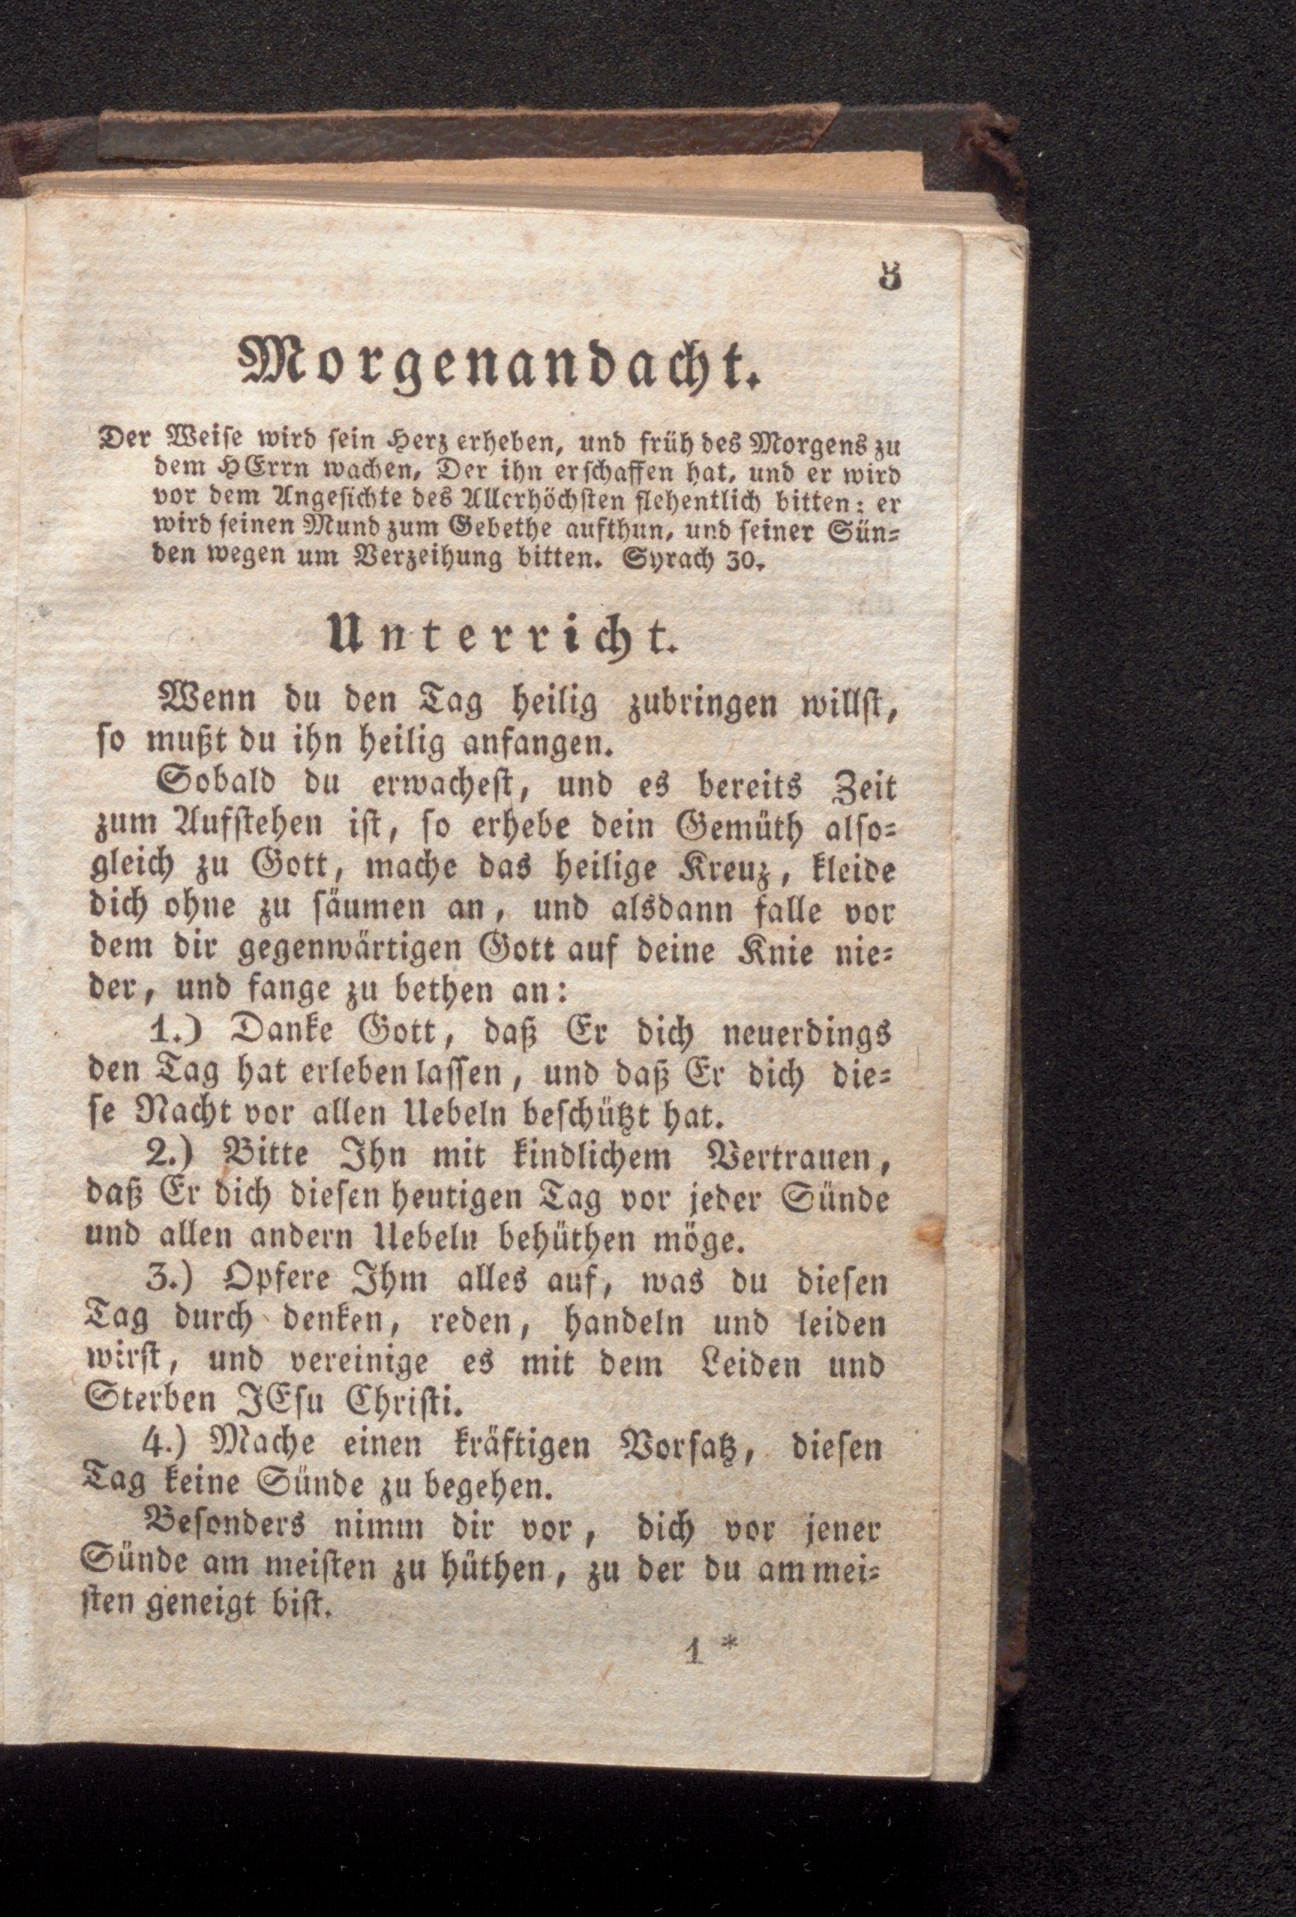 3
Morgenandacht.
Der Weise wird sein Herz erheben, und früh des Morgens zu
dem HErrn wachen, Der ihn erschaffen hat, und er wird
vor dem Angesichte des Allerhöchsten flehentlich bitten: er
wird seinen Mund zum Gebethe aufthun, und seiner Sün=
den wegen um Verzeihung bitten. Syrach 30.
Unterricht.
Wenn du den Tag heilig zubringen willst,
so mußt du ihn heilig anfangen.
Sobald du erwachest, und es bereits Zeit
zum Aufstehen ist, so erhebe dein Gemüth also=
gleich zu Gott, mache das heilige Kreuz, kleide
dich ohne zu säumen an, und alsdann falle vor
dem dir gegenwärtigen Gott auf deine Knie nie=
der, und fange zu bethen an:
1.) Danke Gott, daß Er dich neuerdings
den Tag hat erleben lassen, und daß Er dich die=
se Nacht vor allen Uebeln beschützt hat.
2.) Bitte Ihn mit kindlichem Vertrauen,
daß Er dich diesen heutigen Tag vor jeder Sünde
und allen andern Uebeln behüthen möge.
3.) Opfere Ihm alles auf, was du diesen
Tag durch denken, reden, handeln und leiden
wirst, und vereinige es mit dem Leiden und
Sterben JEsu Christi.
4.) Mache einen kräftigen Vorsatz, diesen
Tag keine Sünde zu begehen.
Besonders nimm dir vor, dich vor jener
Sünde am meisten zu hüthen, zu der du am mei=
sten geneigt bist.
1 *